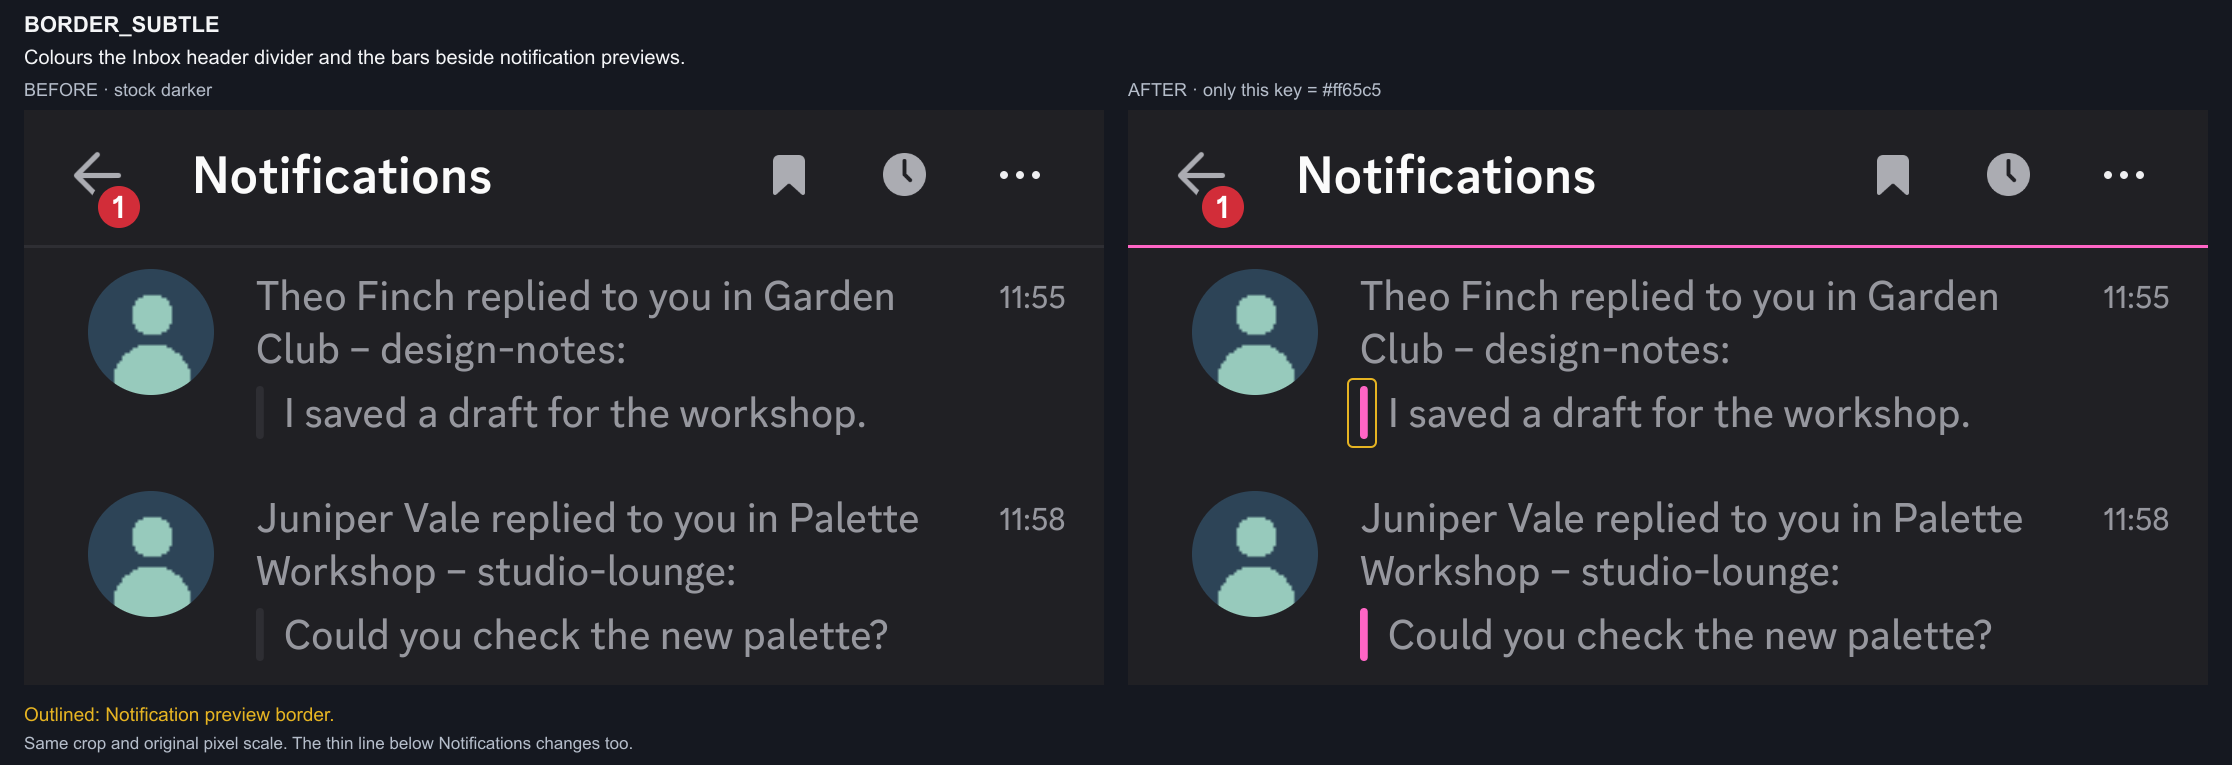 BORDER_SUBTLE
Colours the Inbox header divider and the bars beside notification previews.
BEFORE · stock darker
1
Notifications
Theo Finch replied to you in Garden
11:55
Club – design-notes:
I saved a draft for the workshop.
Juniper Vale replied to you in Palette
11:58
Workshop – studio-lounge:
Could you check the new palette?
AFTER · only this key = #ff65c5
1
Notifications
Theo Finch replied to you in Garden
11:55
Club – design-notes:
I saved a draft for the workshop.
Juniper Vale replied to you in Palette
11:58
Workshop – studio-lounge:
Could you check the new palette?
Outlined: Notification preview border.
Same crop and original pixel scale. The thin line below Notifications changes too.